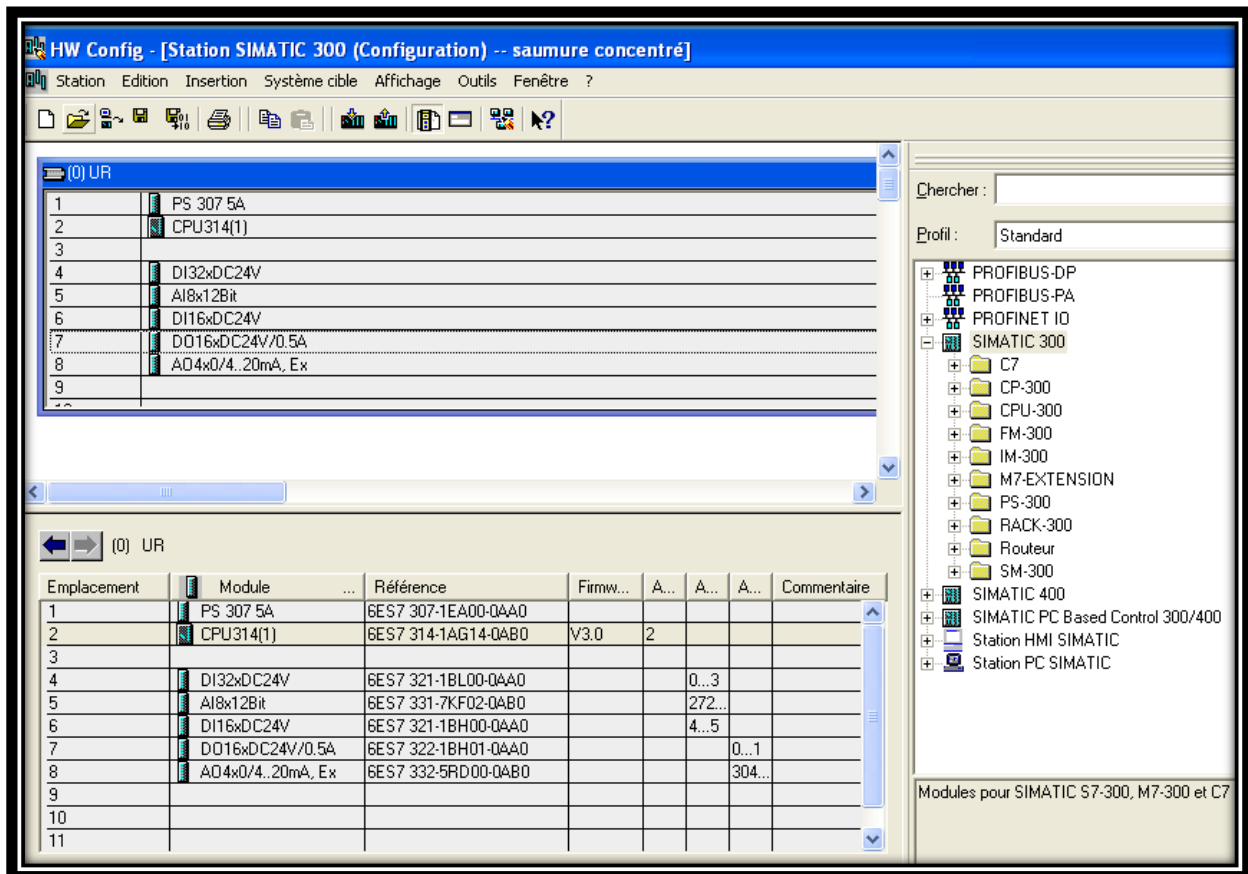 HW Config - [Station SIMATIC 300 (Configuration) -- saumure concentré]
Station Edition Insertion Système cible Affichage Outils Fenêtre ?
(0) UR
1 PS 307 5A
2 CPU314(1)
3
4 DI32xDC24V
5 AI8x12Bit
6 DI16xDC24V
7 DO16xDC24V/0.5A
8 AO4x0/4..20mA, Ex
9
Chercher :
Profil : Standard
PROFIBUS-DP
PROFIBUS-PA
PROFINET IO
SIMATIC 300
C7
CP-300
CPU-300
FM-300
IM-300
M7-EXTENSION
PS-300
RACK-300
Routeur
SM-300
SIMATIC 400
SIMATIC PC Based Control 300/400
Station HMI SIMATIC
Station PC SIMATIC
(0) UR
Emplacement Module ... Référence Firmw... A... A... A... Commentaire
1 PS 307 5A 6ES7 307-1EA00-0AA0
2 CPU314(1) 6ES7 314-1AG14-0AB0 V3.0 2
3
4 DI32xDC24V 6ES7 321-1BL00-0AA0 0...3
5 AI8x12Bit 6ES7 331-7KF02-0AB0 272...
6 DI16xDC24V 6ES7 321-1BH00-0AA0 4...5
7 DO16xDC24V/0.5A 6ES7 322-1BH01-0AA0 0...1
8 AO4x0/4..20mA, Ex 6ES7 332-5RD00-0AB0 304...
9
10
11
Modules pour SIMATIC S7-300, M7-300 et C7